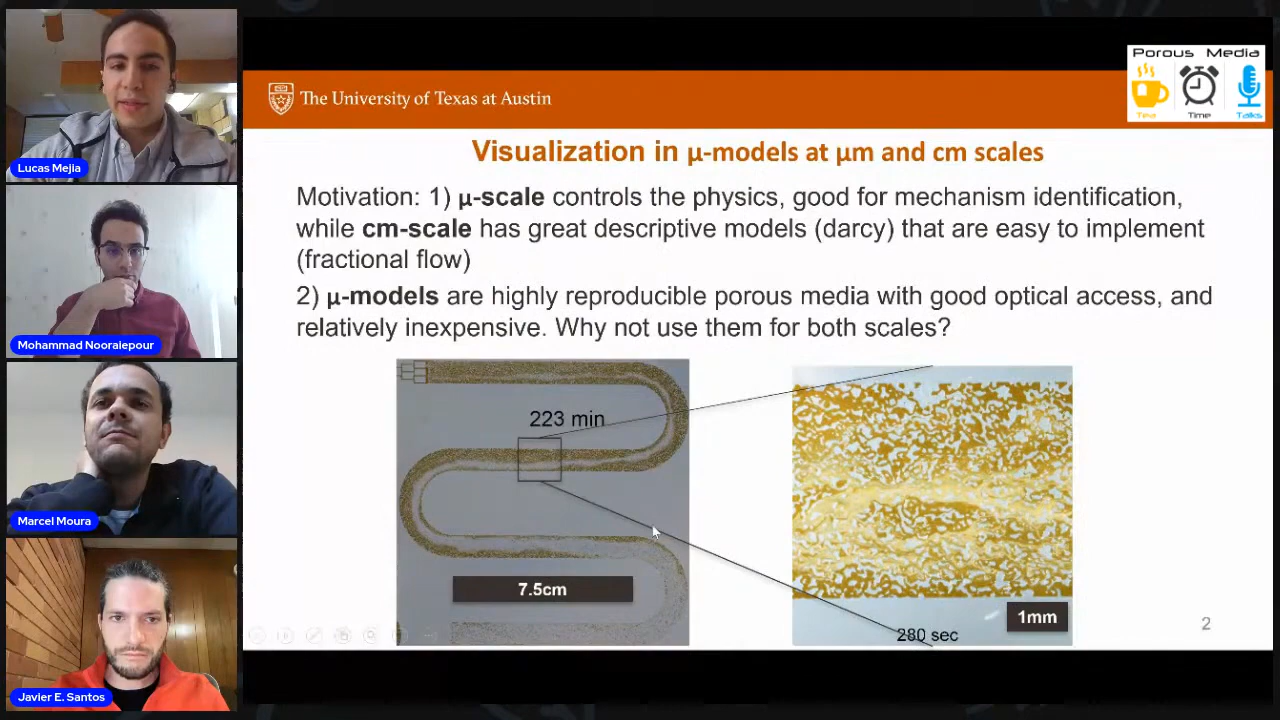 Lucas Mejia
Mohammad Nooraiepour
Marcel Moura
Javier E. Santos
The University of Texas at Austin
Porous Media
Tea Time Talks
Visualization in μ-models at μm and cm scales
Motivation: 1) μ-scale controls the physics, good for mechanism identification,
while cm-scale has great descriptive models (darcy) that are easy to implement
(fractional flow)
2) μ-models are highly reproducible porous media with good optical access, and
relatively inexpensive. Why not use them for both scales?
223 min
7.5cm
1mm
280 sec
2